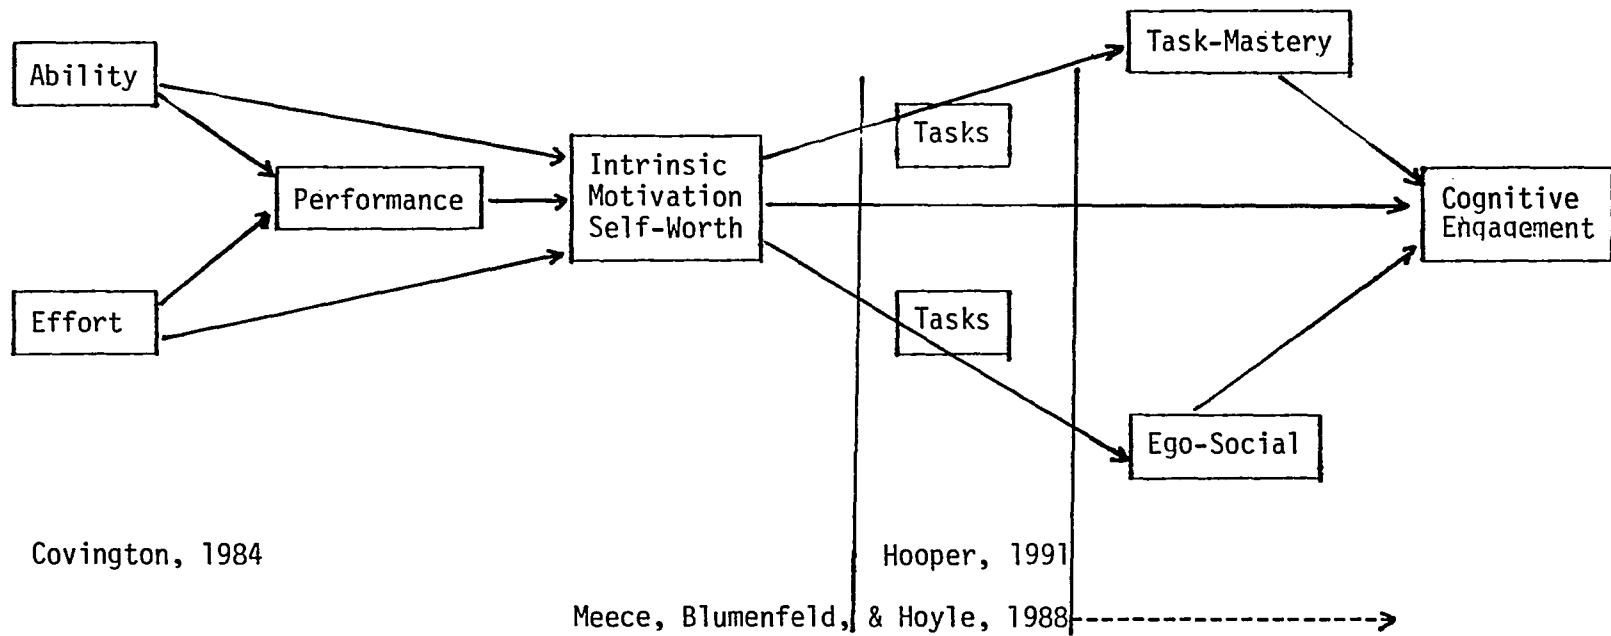 Task-Mastery
Ability
Tasks
Intrinsic
Motivation
Self-Worth
Performance
Cognitive
Engagement
Effort
Tasks
Ego-Social
Covington, 1984
Hooper, 1991
Meece, Blumenfeld, & Hoyle, 1988